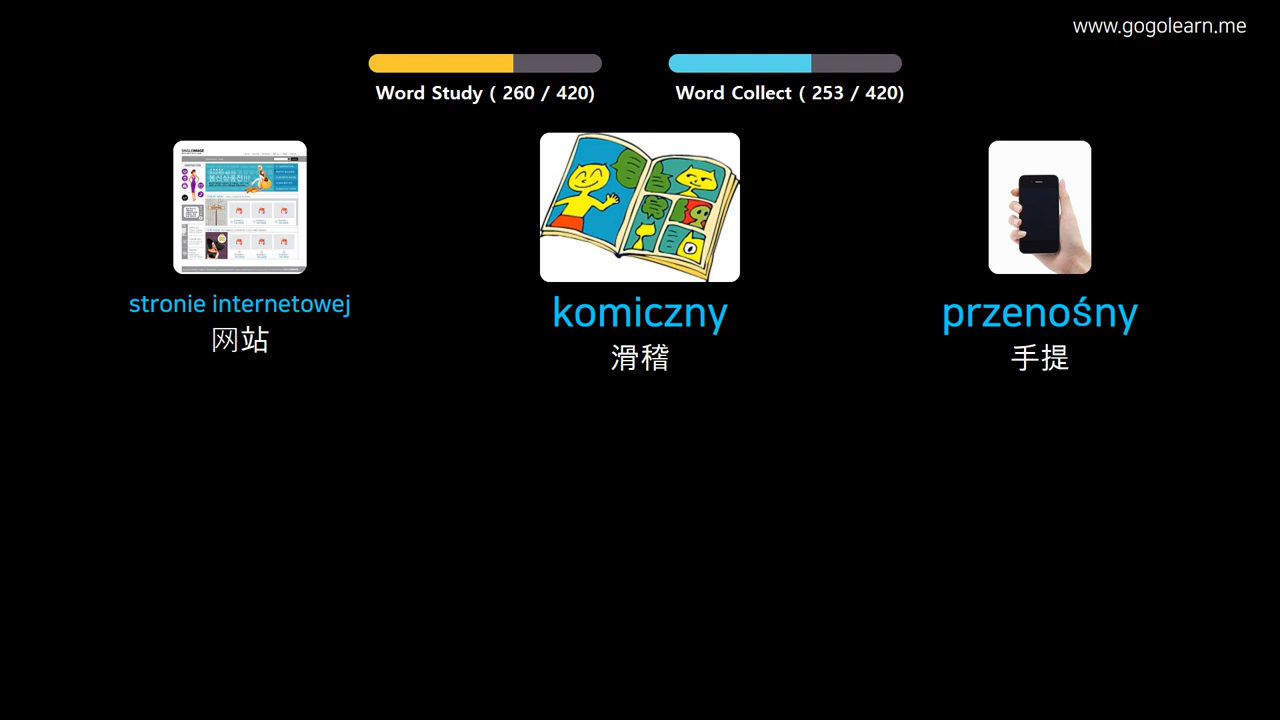 www.gogolearn.me
Word Study ( 260 / 420)
Word Collect ( 253 / 420)
stronie internetowej
网站
komiczny
滑稽
przenośny
手提